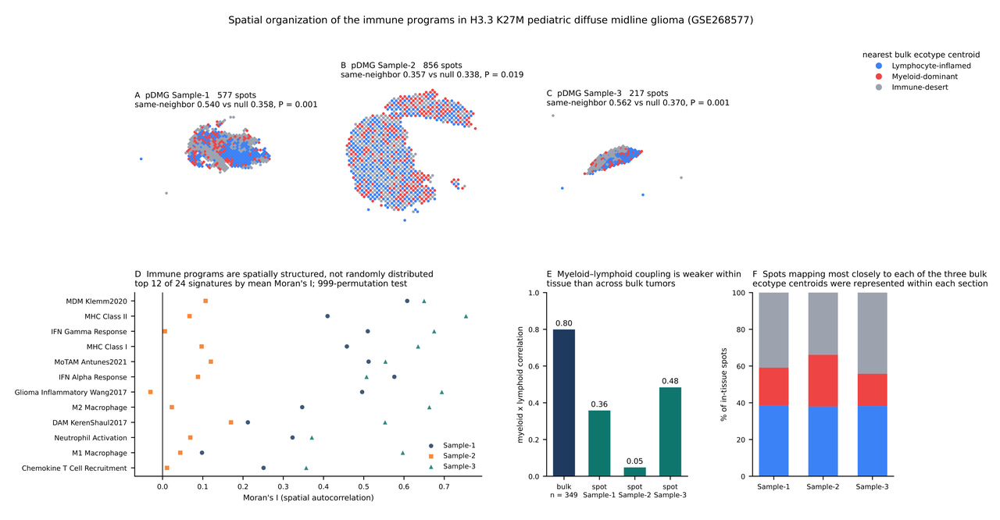 Spatial organization of the immune programs in H3.3 K27M pediatric diffuse midline glioma (GSE268577)
nearest bulk ecotype centroid
Lymphocyte-inflamed
Myeloid-dominant
Immune-desert
A pDMG Sample-1 577 spots
same-neighbor 0.540 vs null 0.358, P = 0.001
B pDMG Sample-2 856 spots
same-neighbor 0.357 vs null 0.338, P = 0.019
C pDMG Sample-3 217 spots
same-neighbor 0.562 vs null 0.370, P = 0.001
D Immune programs are spatially structured, not randomly distributed
top 12 of 24 signatures by mean Moran's I; 999-permutation test
MDM Klemm2020
MHC Class II
IFN Gamma Response
MHC Class I
MoTAM Antunes2021
IFN Alpha Response
Glioma Inflammatory Wang2017
M2 Macrophage
DAM KerenShaul2017
Neutrophil Activation
M1 Macrophage
Chemokine T Cell Recruitment
Sample-1
Sample-2
Sample-3
0.0 0.1 0.2 0.3 0.4 0.5 0.6 0.7
Moran's I (spatial autocorrelation)
E Myeloid–lymphoid coupling is weaker within
tissue than across bulk tumors
myeloid x lymphoid correlation
1.0
0.8
0.6
0.4
0.2
0.0
0.80
0.36
0.05
0.48
bulk
n = 349
spot
Sample-1
spot
Sample-2
spot
Sample-3
F Spots mapping most closely to each of the three bulk
ecotype centroids were represented within each section
% of in-tissue spots
100
80
60
40
20
0
Sample-1
Sample-2
Sample-3